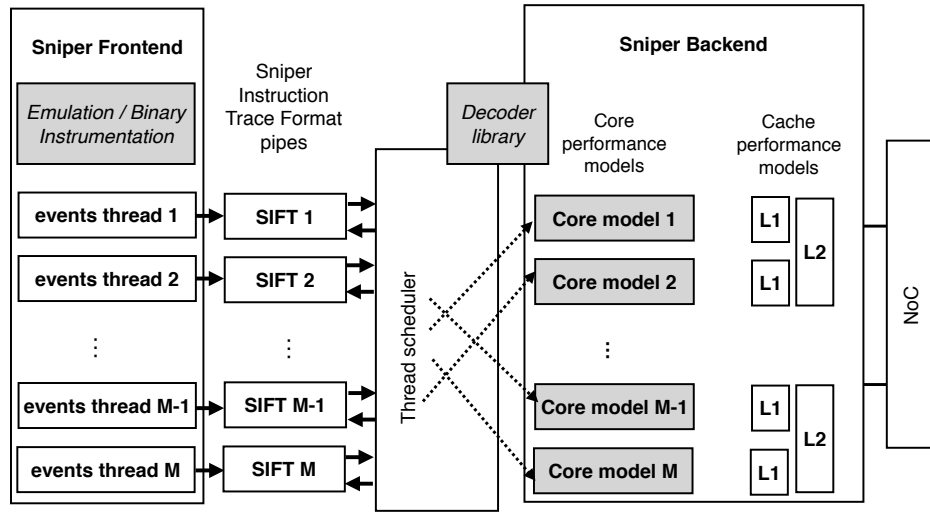 Sniper Frontend
Emulation / Binary
Instrumentation
events thread 1
events thread 2
⋮
events thread M-1
events thread M
Sniper
Instruction
Trace Format
pipes
SIFT 1
SIFT 2
⋮
SIFT M-1
SIFT M
Thread scheduler
Decoder
library
Sniper Backend
Core
performance
models
Core model 1
Core model 2
⋮
Core model M-1
Core model M
Cache
performance
models
L1
L1
L2
L1
L1
L2
NoC